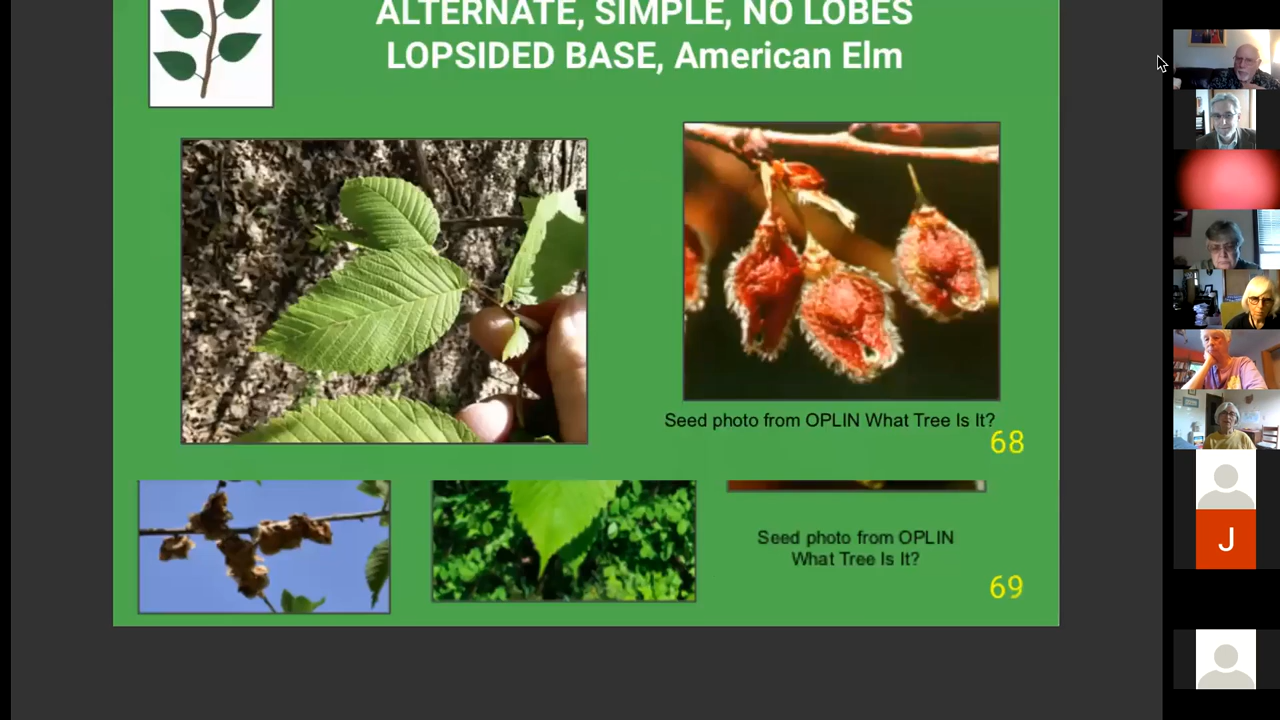 ALTERNATE, SIMPLE, NO LOBES
LOPSIDED BASE, American Elm
Seed photo from OPLIN What Tree Is It?
68
Seed photo from OPLIN
What Tree Is It?
69
J